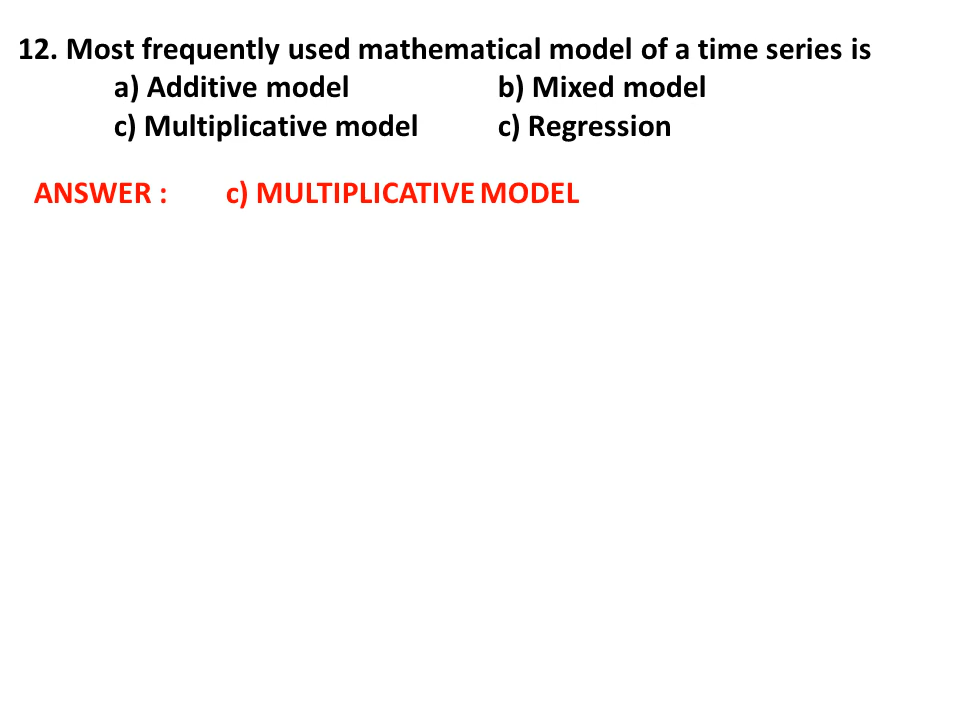 12. Most frequently used mathematical model of a time series is
a) Additive model b) Mixed model
c) Multiplicative model c) Regression
ANSWER : c) MULTIPLICATIVE MODEL